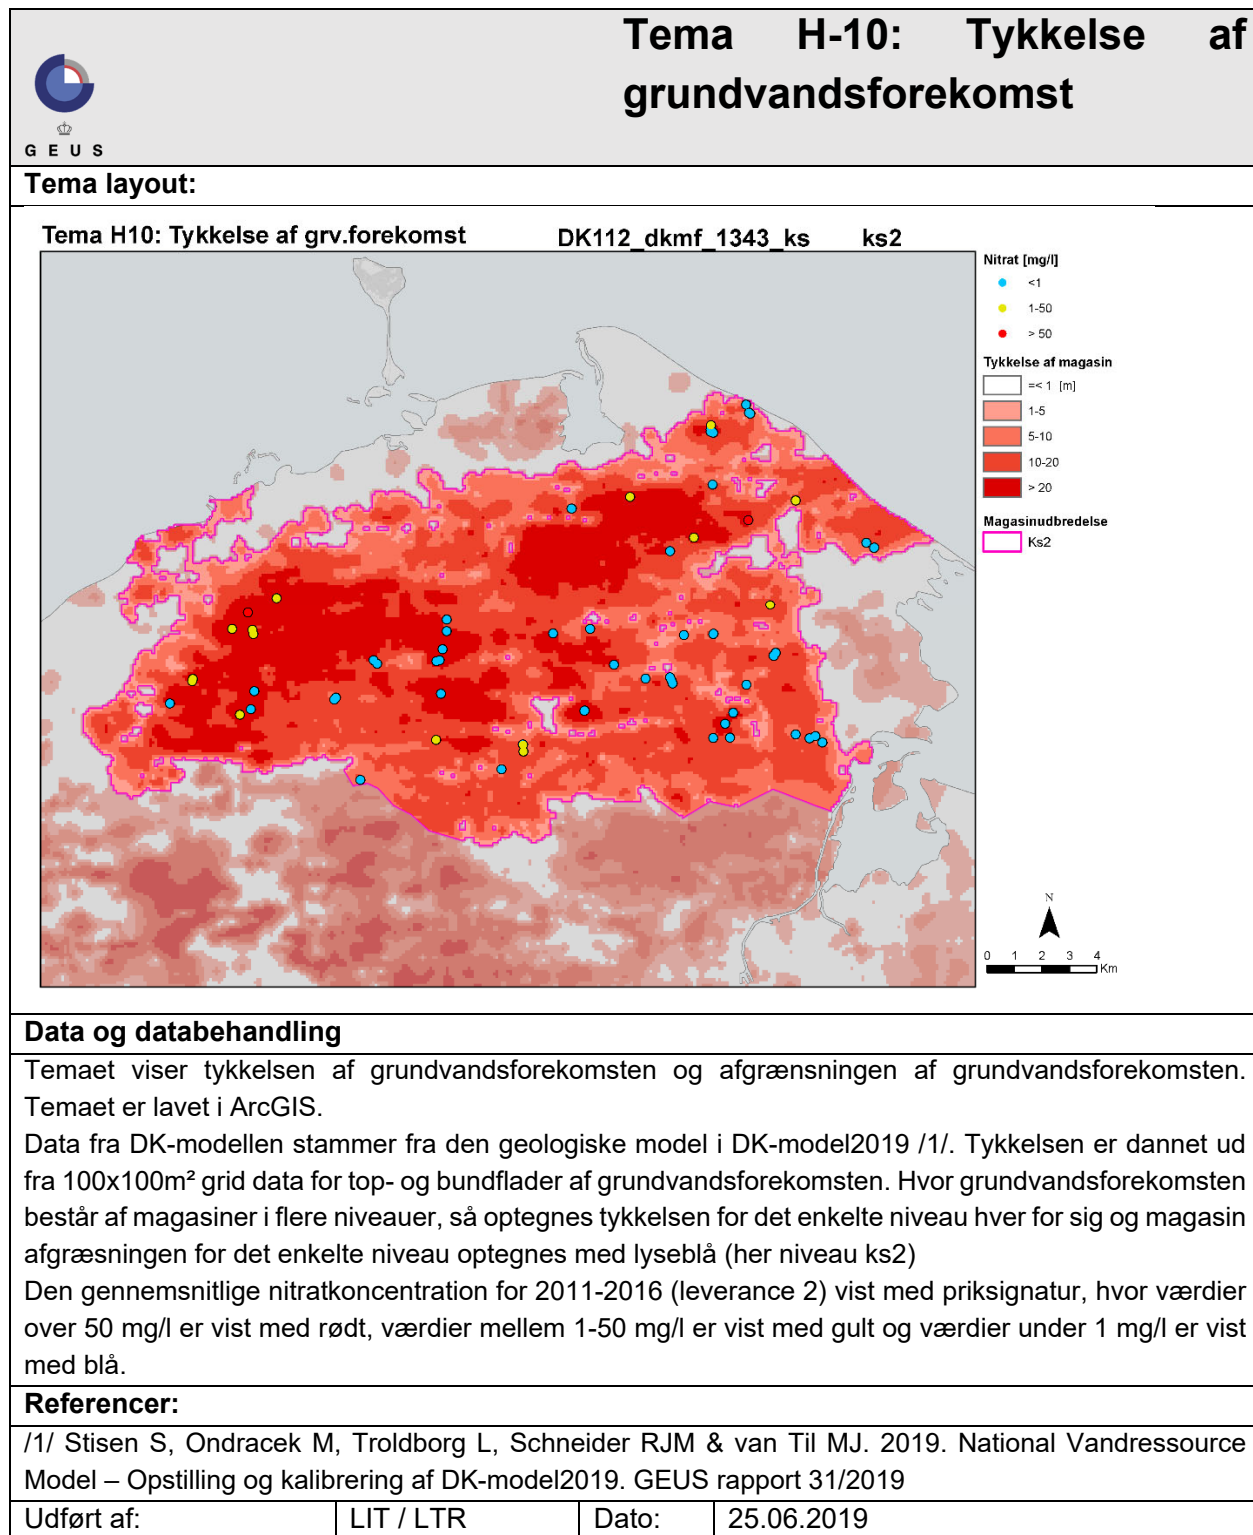 Tema H-10: Tykkelse af
grundvandsforekomst
G E U S
Tema layout:
Tema H10: Tykkelse af grv.forekomst DK112_dkmf_1343_ks ks2
Nitrat [mg/l]
<1
1-50
> 50
Tykkelse af magasin
=< 1 [m]
1-5
5-10
10-20
> 20
Magasinudbredelse
Ks2
N
0 1 2 3 4
Km
Data og databehandling
Temaet viser tykkelsen af grundvandsforekomsten og afgrænsningen af grundvandsforekomsten.
Temaet er lavet i ArcGIS.
Data fra DK-modellen stammer fra den geologiske model i DK-model2019 /1/. Tykkelsen er dannet ud
fra 100x100m² grid data for top- og bundflader af grundvandsforekomsten. Hvor grundvandsforekomsten
består af magasiner i flere niveauer, så optegnes tykkelsen for det enkelte niveau hver for sig og magasin
afgræsningen for det enkelte niveau optegnes med lyseblå (her niveau ks2)
Den gennemsnitlige nitratkoncentration for 2011-2016 (leverance 2) vist med priksignatur, hvor værdier
over 50 mg/l er vist med rødt, værdier mellem 1-50 mg/l er vist med gult og værdier under 1 mg/l er vist
med blå.
Referencer:
/1/ Stisen S, Ondracek M, Troldborg L, Schneider RJM & van Til MJ. 2019. National Vandressource
Model – Opstilling og kalibrering af DK-model2019. GEUS rapport 31/2019
Udført af: LIT / LTR Dato: 25.06.2019